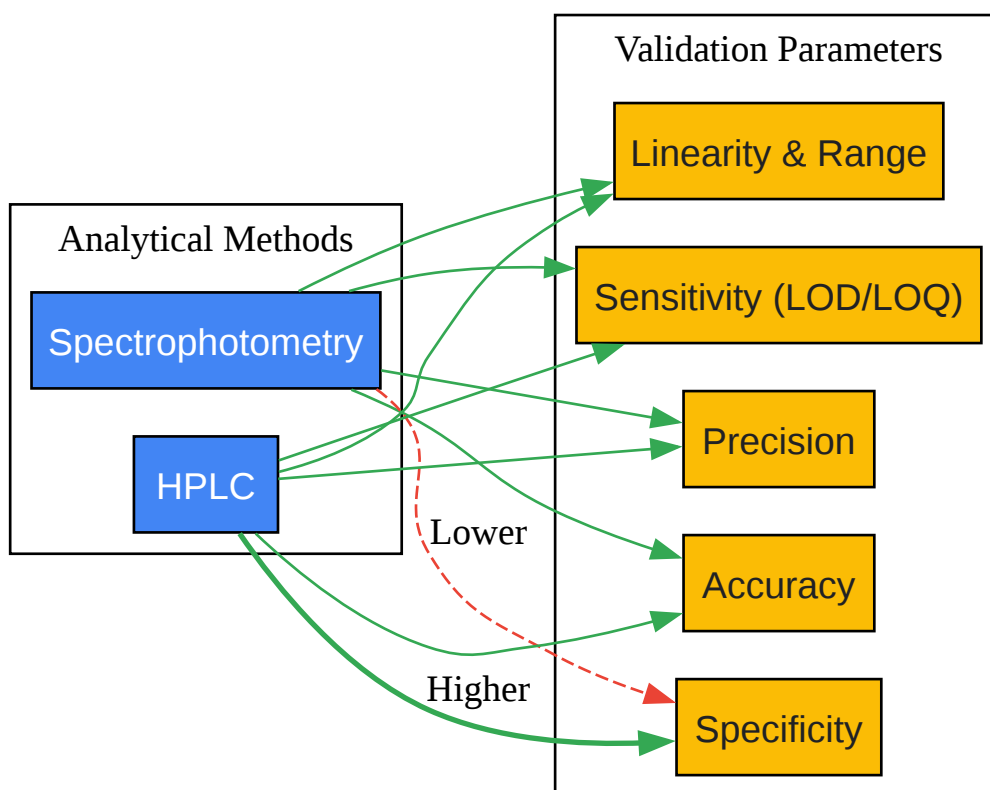 Validation Parameters
Linearity & Range
Analytical Methods
Sensitivity (LOD/LOQ)
Spectrophotometry
Precision
HPLC
Lower
Accuracy
Higher
Specificity